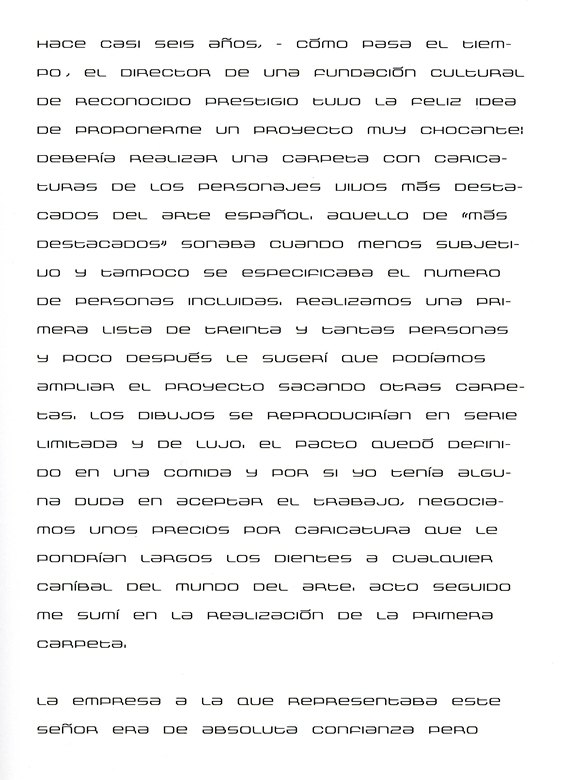 Hace casi seis años, - cómo pasa el tiem-
po, el director de una fundación cultural
de reconocido prestigio tuvo la feliz idea
de proponerme un proyecto muy chocante:
debería realizar una carpeta con carica-
turas de los personajes vivos más desta-
cados del arte español. aquello de "más
destacados" sonaba cuando menos subjeti-
vo y tampoco se especificaba el numero
de personas incluidas. realizamos una pri-
mera lista de treinta y tantas personas
y poco después le sugerí que podíamos
ampliar el proyecto sacando otras carpe-
tas. los dibujos se reproducirían en serie
limitada y de lujo. el pacto quedó defini-
do en una comida y por si yo tenía algu-
na duda en aceptar el trabajo, negocia-
mos unos precios por caricatura que le
pondrían largos los dientes a cualquier
caníbal del mundo del arte. acto seguido
me sumí en la realización de la primera
carpeta.
la empresa a la que representaba este
señor era de absoluta confianza pero